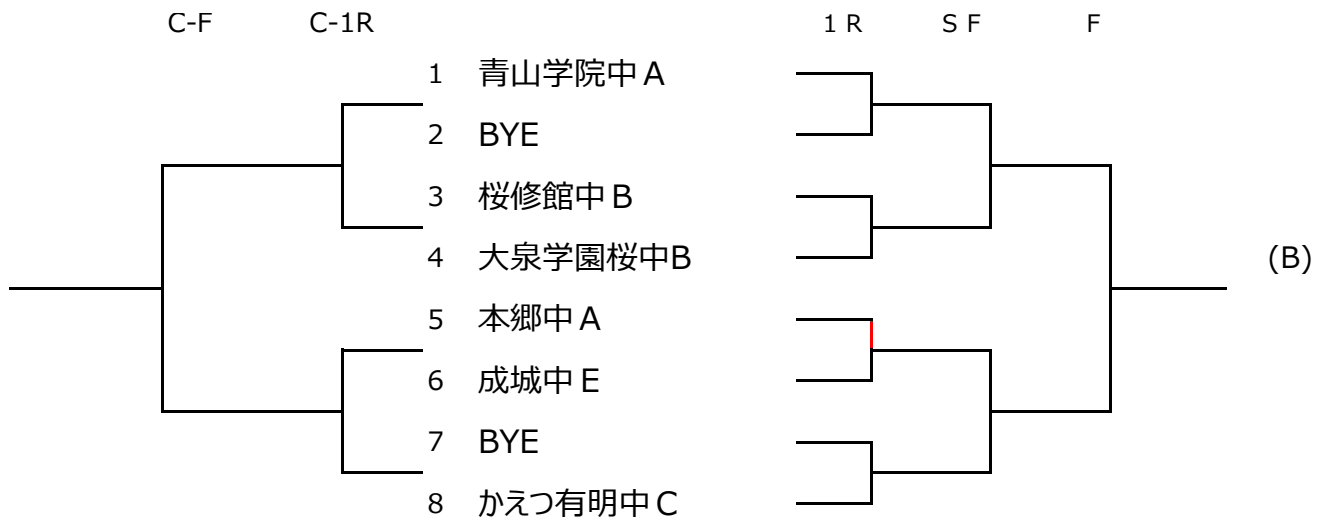 C-F C-1R 1 R S F F
1 青山学院中A
2 BYE
3 桜修館中B
4 大泉学園桜中B (B)
5 本郷中A
6 成城中E
7 BYE
8 かえつ有明中C